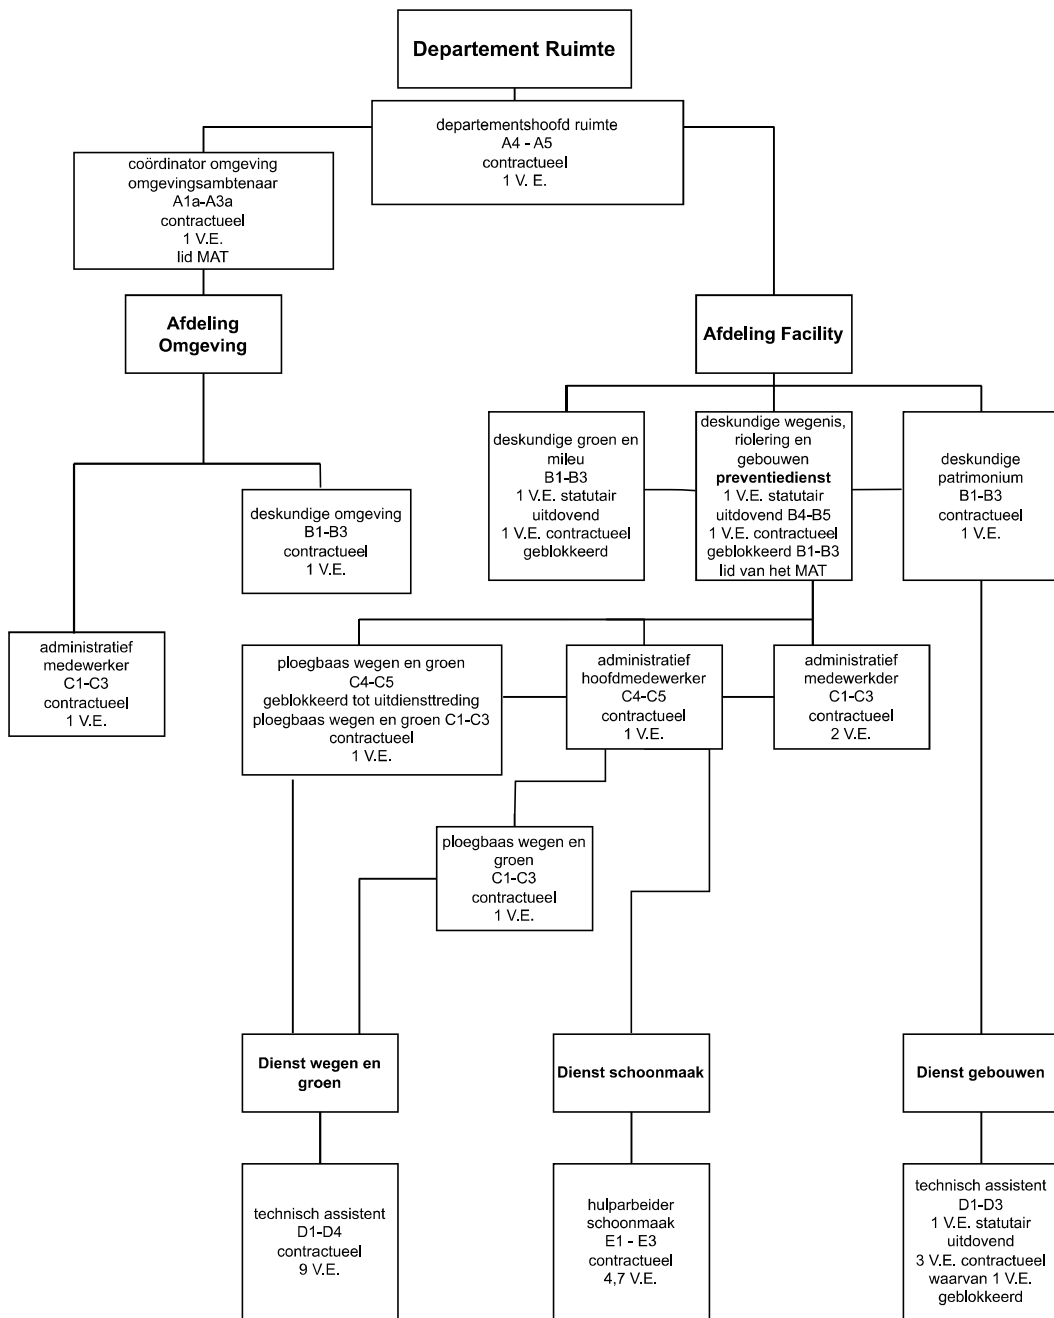 Departement Ruimte
departementshoofd ruimte
A4 - A5
contractueel
1 V. E.
coördinator omgeving
omgevingsambtenaar
A1a-A3a
contractueel
1 V.E.
lid MAT
Afdeling
Omgeving
Afdeling Facility
deskundige groen en
mileu
B1-B3
1 V.E. statutair
uitdovend
1 V.E. contractueel
geblokkeerd
deskundige wegenis,
riolering en
gebouwen
preventiedienst
1 V.E. statutair
uitdovend B4-B5
1 V.E. contractueel
geblokkeerd B1-B3
lid van het MAT
deskundige
patrimonium
B1-B3
contractueel
1 V.E.
deskundige omgeving
B1-B3
contractueel
1 V.E.
administratief
medewerker
C1-C3
contractueel
1 V.E.
ploegbaas wegen en groen
C4-C5
geblokkeerd tot uitdiensttreding
ploegbaas wegen en groen C1-C3
contractueel
1 V.E.
administratief
hoofdmedewerker
C4-C5
contractueel
1 V.E.
administratief
medewerkder
C1-C3
contractueel
2 V.E.
ploegbaas wegen en
groen
C1-C3
contractueel
1 V.E.
Dienst wegen en
groen
Dienst schoonmaak
Dienst gebouwen
technisch assistent
D1-D4
contractueel
9 V.E.
hulparbeider
schoonmaak
E1 - E3
contractueel
4,7 V.E.
technisch assistent
D1-D3
1 V.E. statutair
uitdovend
3 V.E. contractueel
waarvan 1 V.E.
geblokkeerd